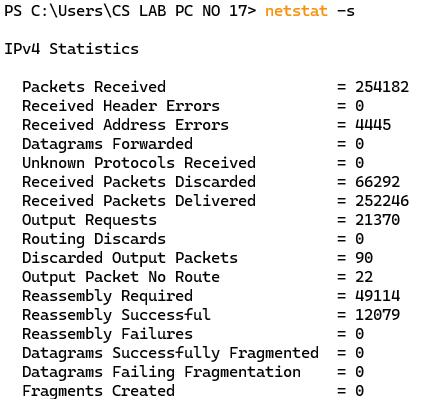 PS C:\Users\CS LAB PC NO 17> netstat -s
IPv4 Statistics
Packets Received = 254182
Received Header Errors = 0
Received Address Errors = 4445
Datagrams Forwarded = 0
Unknown Protocols Received = 0
Received Packets Discarded = 66292
Received Packets Delivered = 252246
Output Requests = 21370
Routing Discards = 0
Discarded Output Packets = 90
Output Packet No Route = 22
Reassembly Required = 49114
Reassembly Successful = 12079
Reassembly Failures = 0
Datagrams Successfully Fragmented = 0
Datagrams Failing Fragmentation = 0
Fragments Created = 0